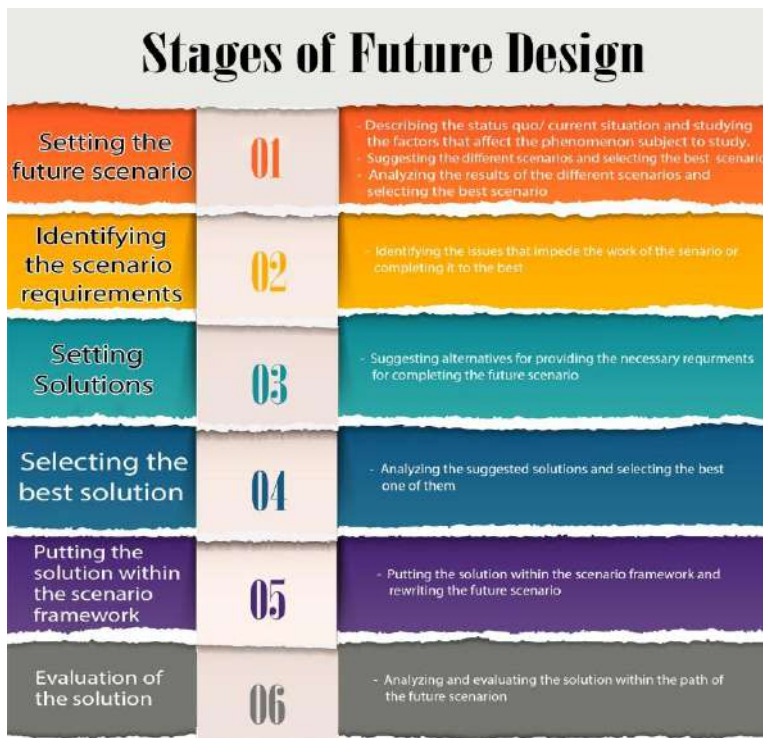 Stages of Future Design
Setting the
future scenario
01
- Describing the status quo/ current situation and studying
the factors that affect the phenomenon subject to study.
- Suggesting the different scenarios and selecting the best scenario
- Analyzing the results of the different scenarios and
selecting the best scenario
Identifying
the scenario
requirements
02
- Identifying the issues that impede the work of the senario or
completing it to the best
Setting
Solutions
03
- Suggesting alternatives for providing the necessary requrments
for completing the future scenario
Selecting the
best solution
04
- Analyzing the suggested solutions and selecting the best
one of them
Putting the
solution within
the scenario
framework
05
- Putting the solution within the scenario framework and
rewriting the future scenario
Evaluation of
the solution
06
- Analyzing and evaluating the solution within the path of
the future scenarion